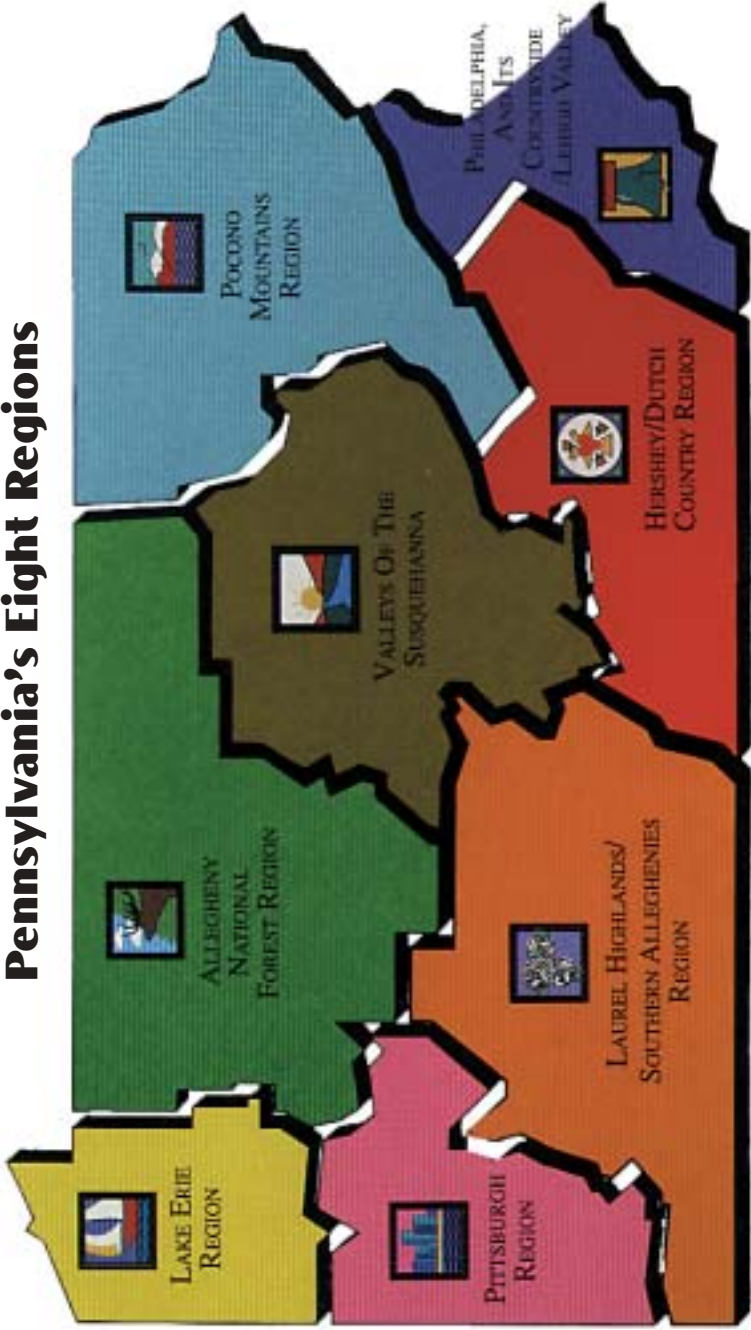 Pennsylvania's Eight Regions
LAKE ERIE
REGION
ALLEGHENY
NATIONAL
FOREST REGION
POCONO
MOUNTAINS
REGION
PITTSBURGH
REGION
VALLEYS OF THE
SUSQUEHANNA
PHILADELPHIA,
AND ITS
COUNTRYSIDE
/LEHIGH VALLEY
LAUREL HIGHLANDS/
SOUTHERN ALLEGHENIES
REGION
HERSHEY/DUTCH
COUNTRY REGION